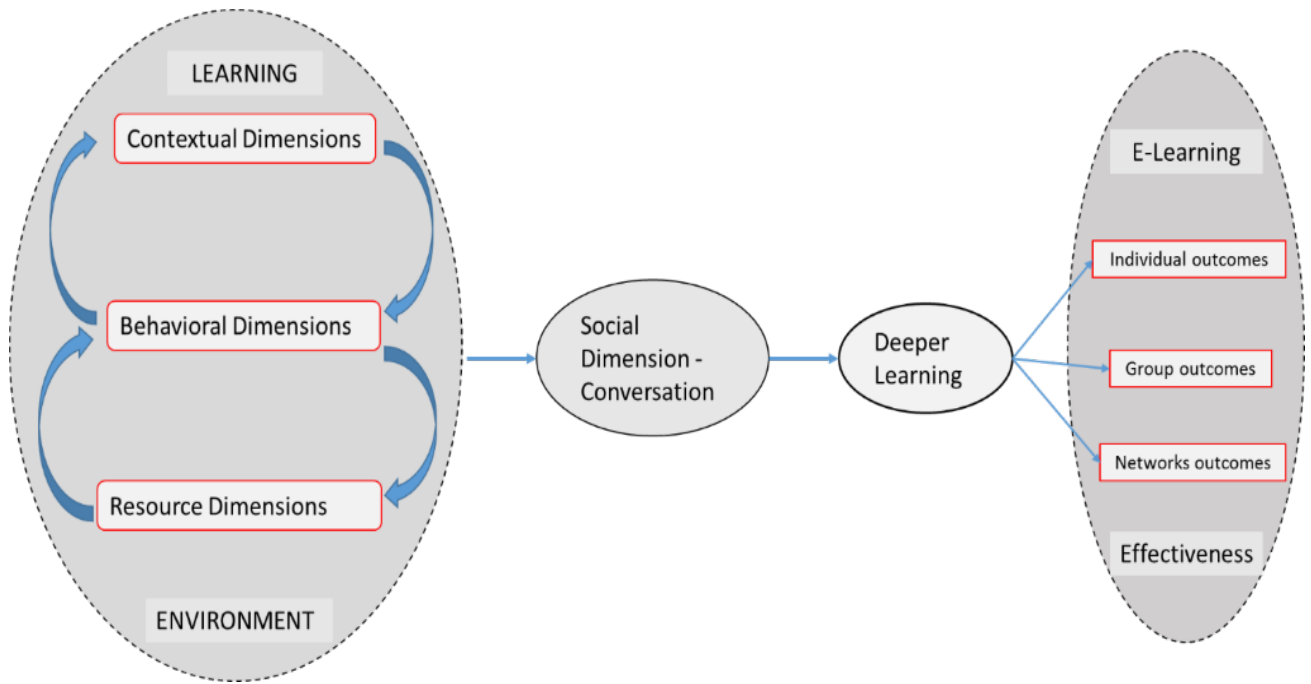 LEARNING
Contextual Dimensions
Behavioral Dimensions
Resource Dimensions
ENVIRONMENT
Social
Dimension -
Conversation
Deeper
Learning
E-Learning
Individual outcomes
Group outcomes
Networks outcomes
Effectiveness